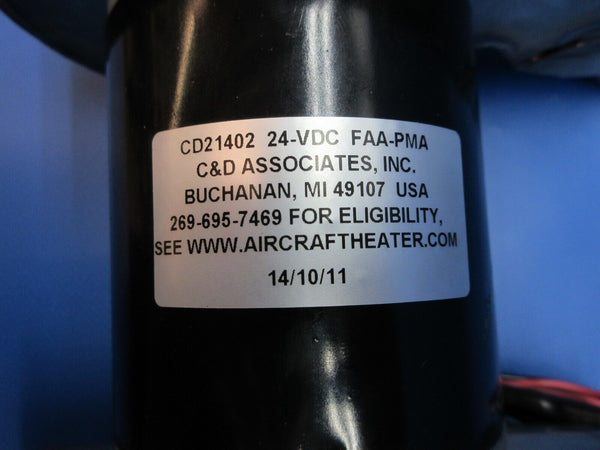 CD21402 24-VDC FAA-PMA
C&D ASSOCIATES, INC.
BUCHANAN, MI 49107 USA
269-695-7469 FOR ELIGIBILITY,
SEE WWW.AIRCRAFTHEATER.COM
14/10/11